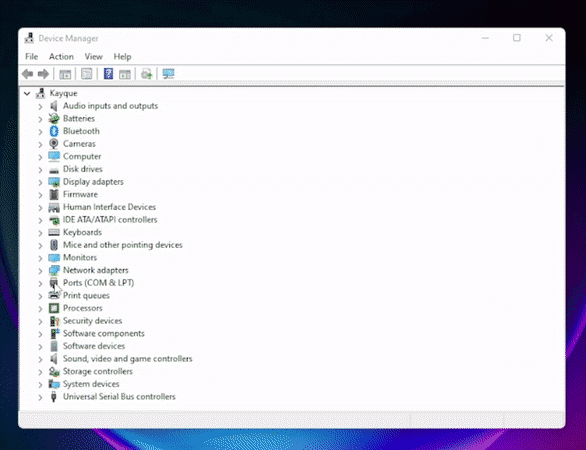 Device Manager
File Action View Help
Kayque
Audio inputs and outputs
Batteries
Bluetooth
Cameras
Computer
Disk drives
Display adapters
Firmware
Human Interface Devices
IDE ATA/ATAPI controllers
Keyboards
Mice and other pointing devices
Monitors
Network adapters
Ports (COM & LPT)
Print queues
Processors
Security devices
Software components
Software devices
Sound, video and game controllers
Storage controllers
System devices
Universal Serial Bus controllers